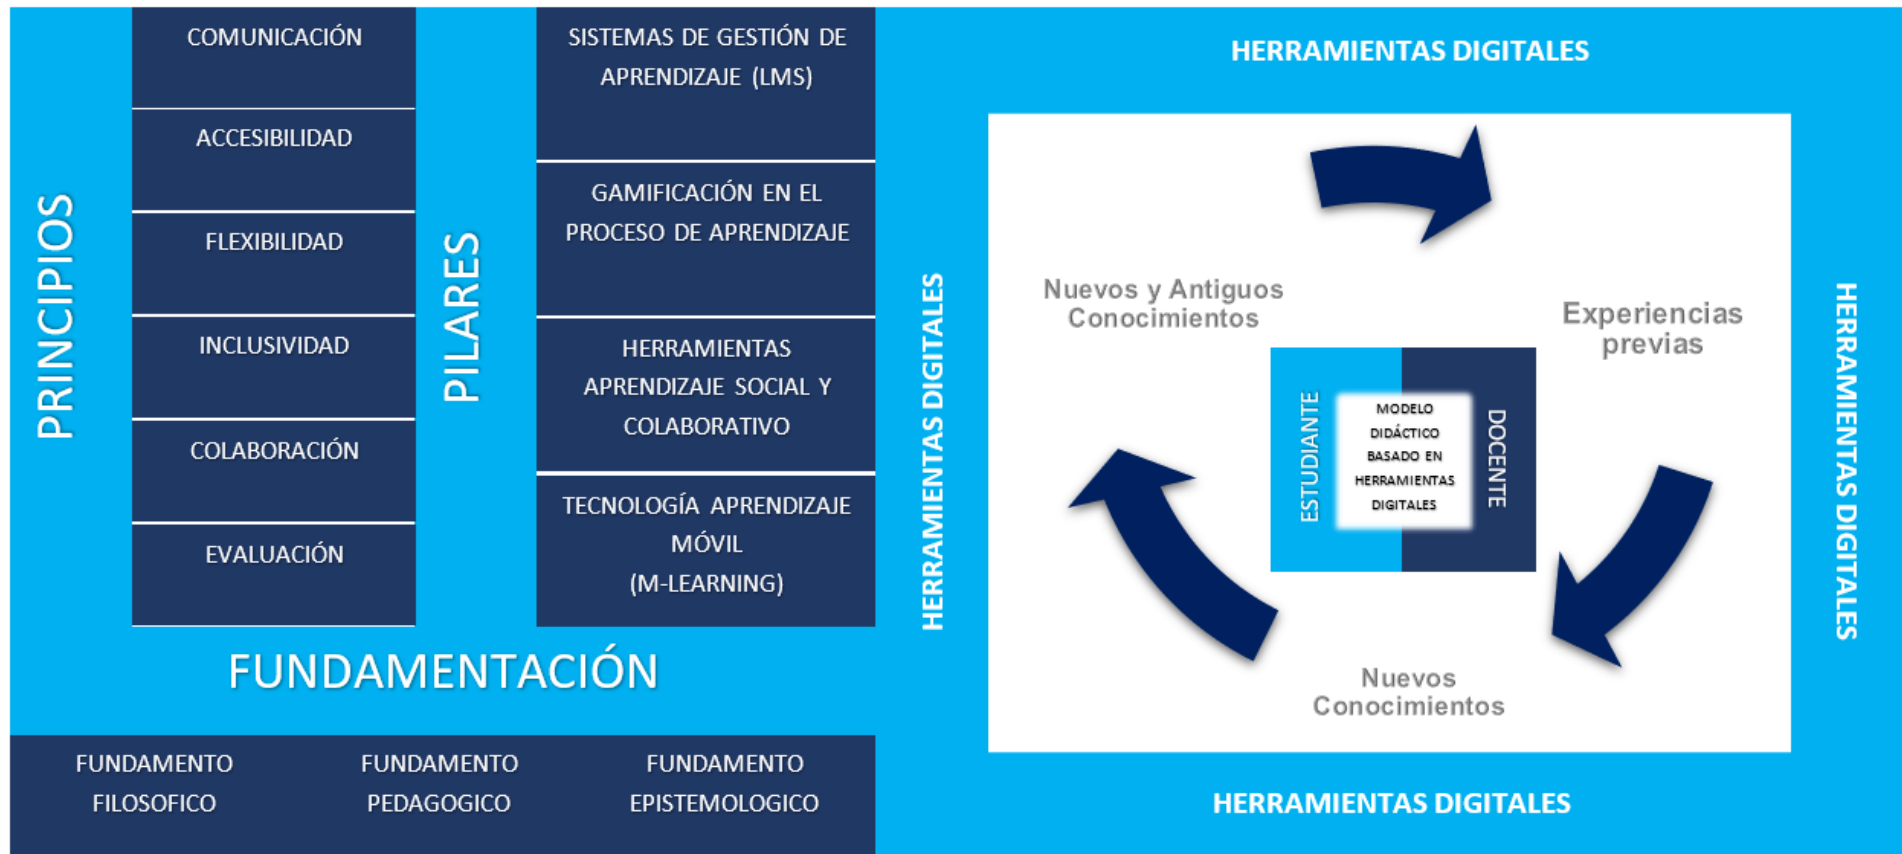 PRINCIPIOS
COMUNICACIÓN
ACCESIBILIDAD
FLEXIBILIDAD
INCLUSIVIDAD
COLABORACIÓN
EVALUACIÓN
PILARES
SISTEMAS DE GESTIÓN DE
APRENDIZAJE (LMS)
GAMIFICACIÓN EN EL
PROCESO DE APRENDIZAJE
HERRAMIENTAS
APRENDIZAJE SOCIAL Y
COLABORATIVO
TECNOLOGÍA APRENDIZAJE
MÓVIL
(M-LEARNING)
FUNDAMENTACIÓN
FUNDAMENTO
FILOSOFICO
FUNDAMENTO
PEDAGOGICO
FUNDAMENTO
EPISTEMOLOGICO
HERRAMIENTAS DIGITALES
HERRAMIENTAS DIGITALES
Nuevos y Antiguos
Conocimientos
Experiencias
previas
ESTUDIANTE
MODELO
DIDÁCTICO
BASADO EN
HERRAMIENTAS
DIGITALES
DOCENTE
Nuevos
Conocimientos
HERRAMIENTAS DIGITALES
HERRAMIENTAS DIGITALES